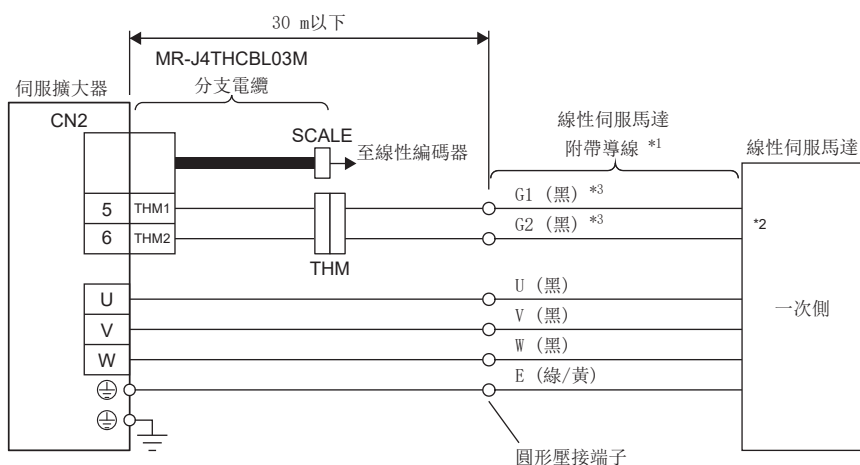 30 m以下
MR-J4THCBL03M
分支電纜
伺服擴大器
CN2
SCALE
至線性編碼器
線性伺服馬達
附帶導線 *1
線性伺服馬達
5 THM1
G1 (黑) *3
6 THM2
G2 (黑) *3
*2
THM
U
U (黑)
V
V (黑)
一次側
W
W (黑)
E (綠/黃)
圓形壓接端子